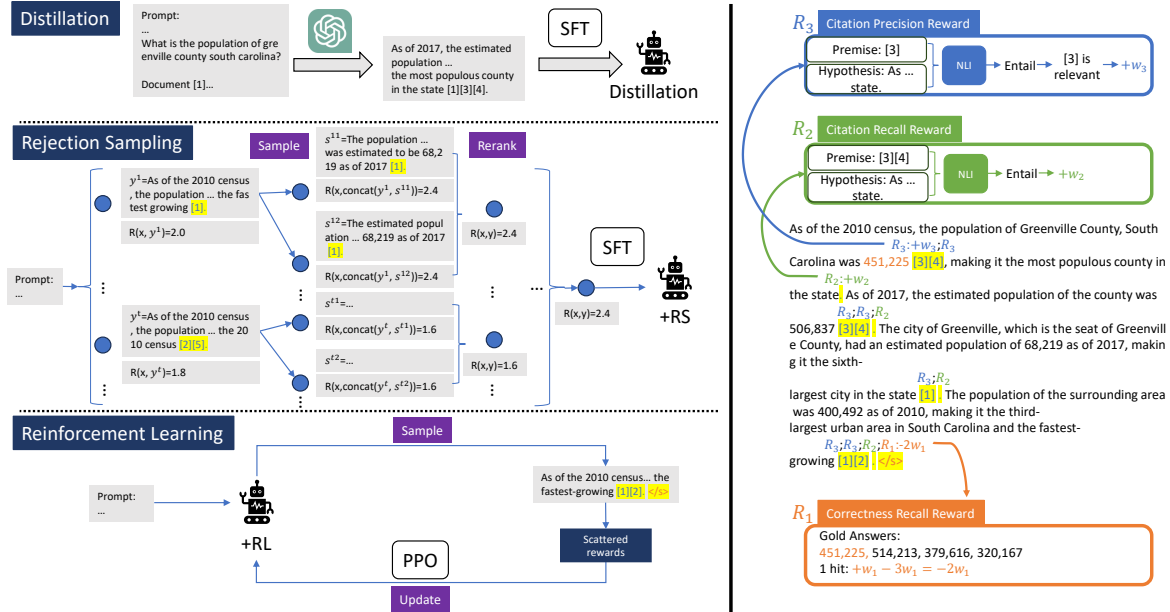 Distillation
Prompt:
...
What is the population of gre
enville county south carolina?
Document [1]...
As of 2017, the estimated
population ...
the most populous county
in the state [1][3][4].
SFT
Distillation
Rejection Sampling
Sample
Rerank
Prompt:
...
y¹=As of the 2010 census
, the population ... the fas
test growing [1].
R(x, y¹)=2.0
⋮
yᵗ=As of the 2010 census
, the population ... the 20
10 census [2][5].
R(x, yᵗ)=1.8
⋮
s¹¹=The population ...
was estimated to be 68,2
19 as of 2017 [1].
R(x,concat(y¹, s¹¹))=2.4
s¹²=The estimated popul
ation ... 68,219 as of 2017
[1].
R(x,concat(y¹, s¹²))=2.4
sᵗ¹=...
R(x,concat(yᵗ, sᵗ¹))=1.6
sᵗ²=...
R(x,concat(yᵗ, sᵗ²))=1.6
⋮
R(x,y)=2.4
R(x,y)=1.6
⋮
...
R(x,y)=2.4
SFT
+RS
Reinforcement Learning
Sample
Prompt:
...
+RL
As of the 2010 census... the
fastest-growing [1][2]. </s>
Scattered
rewards
PPO
Update
R₃ Citation Precision Reward
Premise: [3]
Hypothesis: As ...
state.
NLI
Entail
[3] is
relevant
+w₃
R₂ Citation Recall Reward
Premise: [3][4]
Hypothesis: As ...
state.
NLI
Entail
+w₂
As of the 2010 census, the population of Greenville County, South
R₃:+w₃;R₃
Carolina was 451,225 [3][4], making it the most populous county in
R₂:+w₂
the state. As of 2017, the estimated population of the county was
R₃;R₃;R₂
506,837 [3][4]. The city of Greenville, which is the seat of Greenvill
e County, had an estimated population of 68,219 as of 2017, makin
g it the sixth-
R₃;R₂
largest city in the state [1]. The population of the surrounding area
was 400,492 as of 2010, making it the third-
largest urban area in South Carolina and the fastest-
R₃;R₃;R₂;R₁:-2w₁
growing [1][2]. </s>
R₁ Correctness Recall Reward
Gold Answers:
451,225, 514,213, 379,616, 320,167
1 hit: +w₁ − 3w₁ = −2w₁